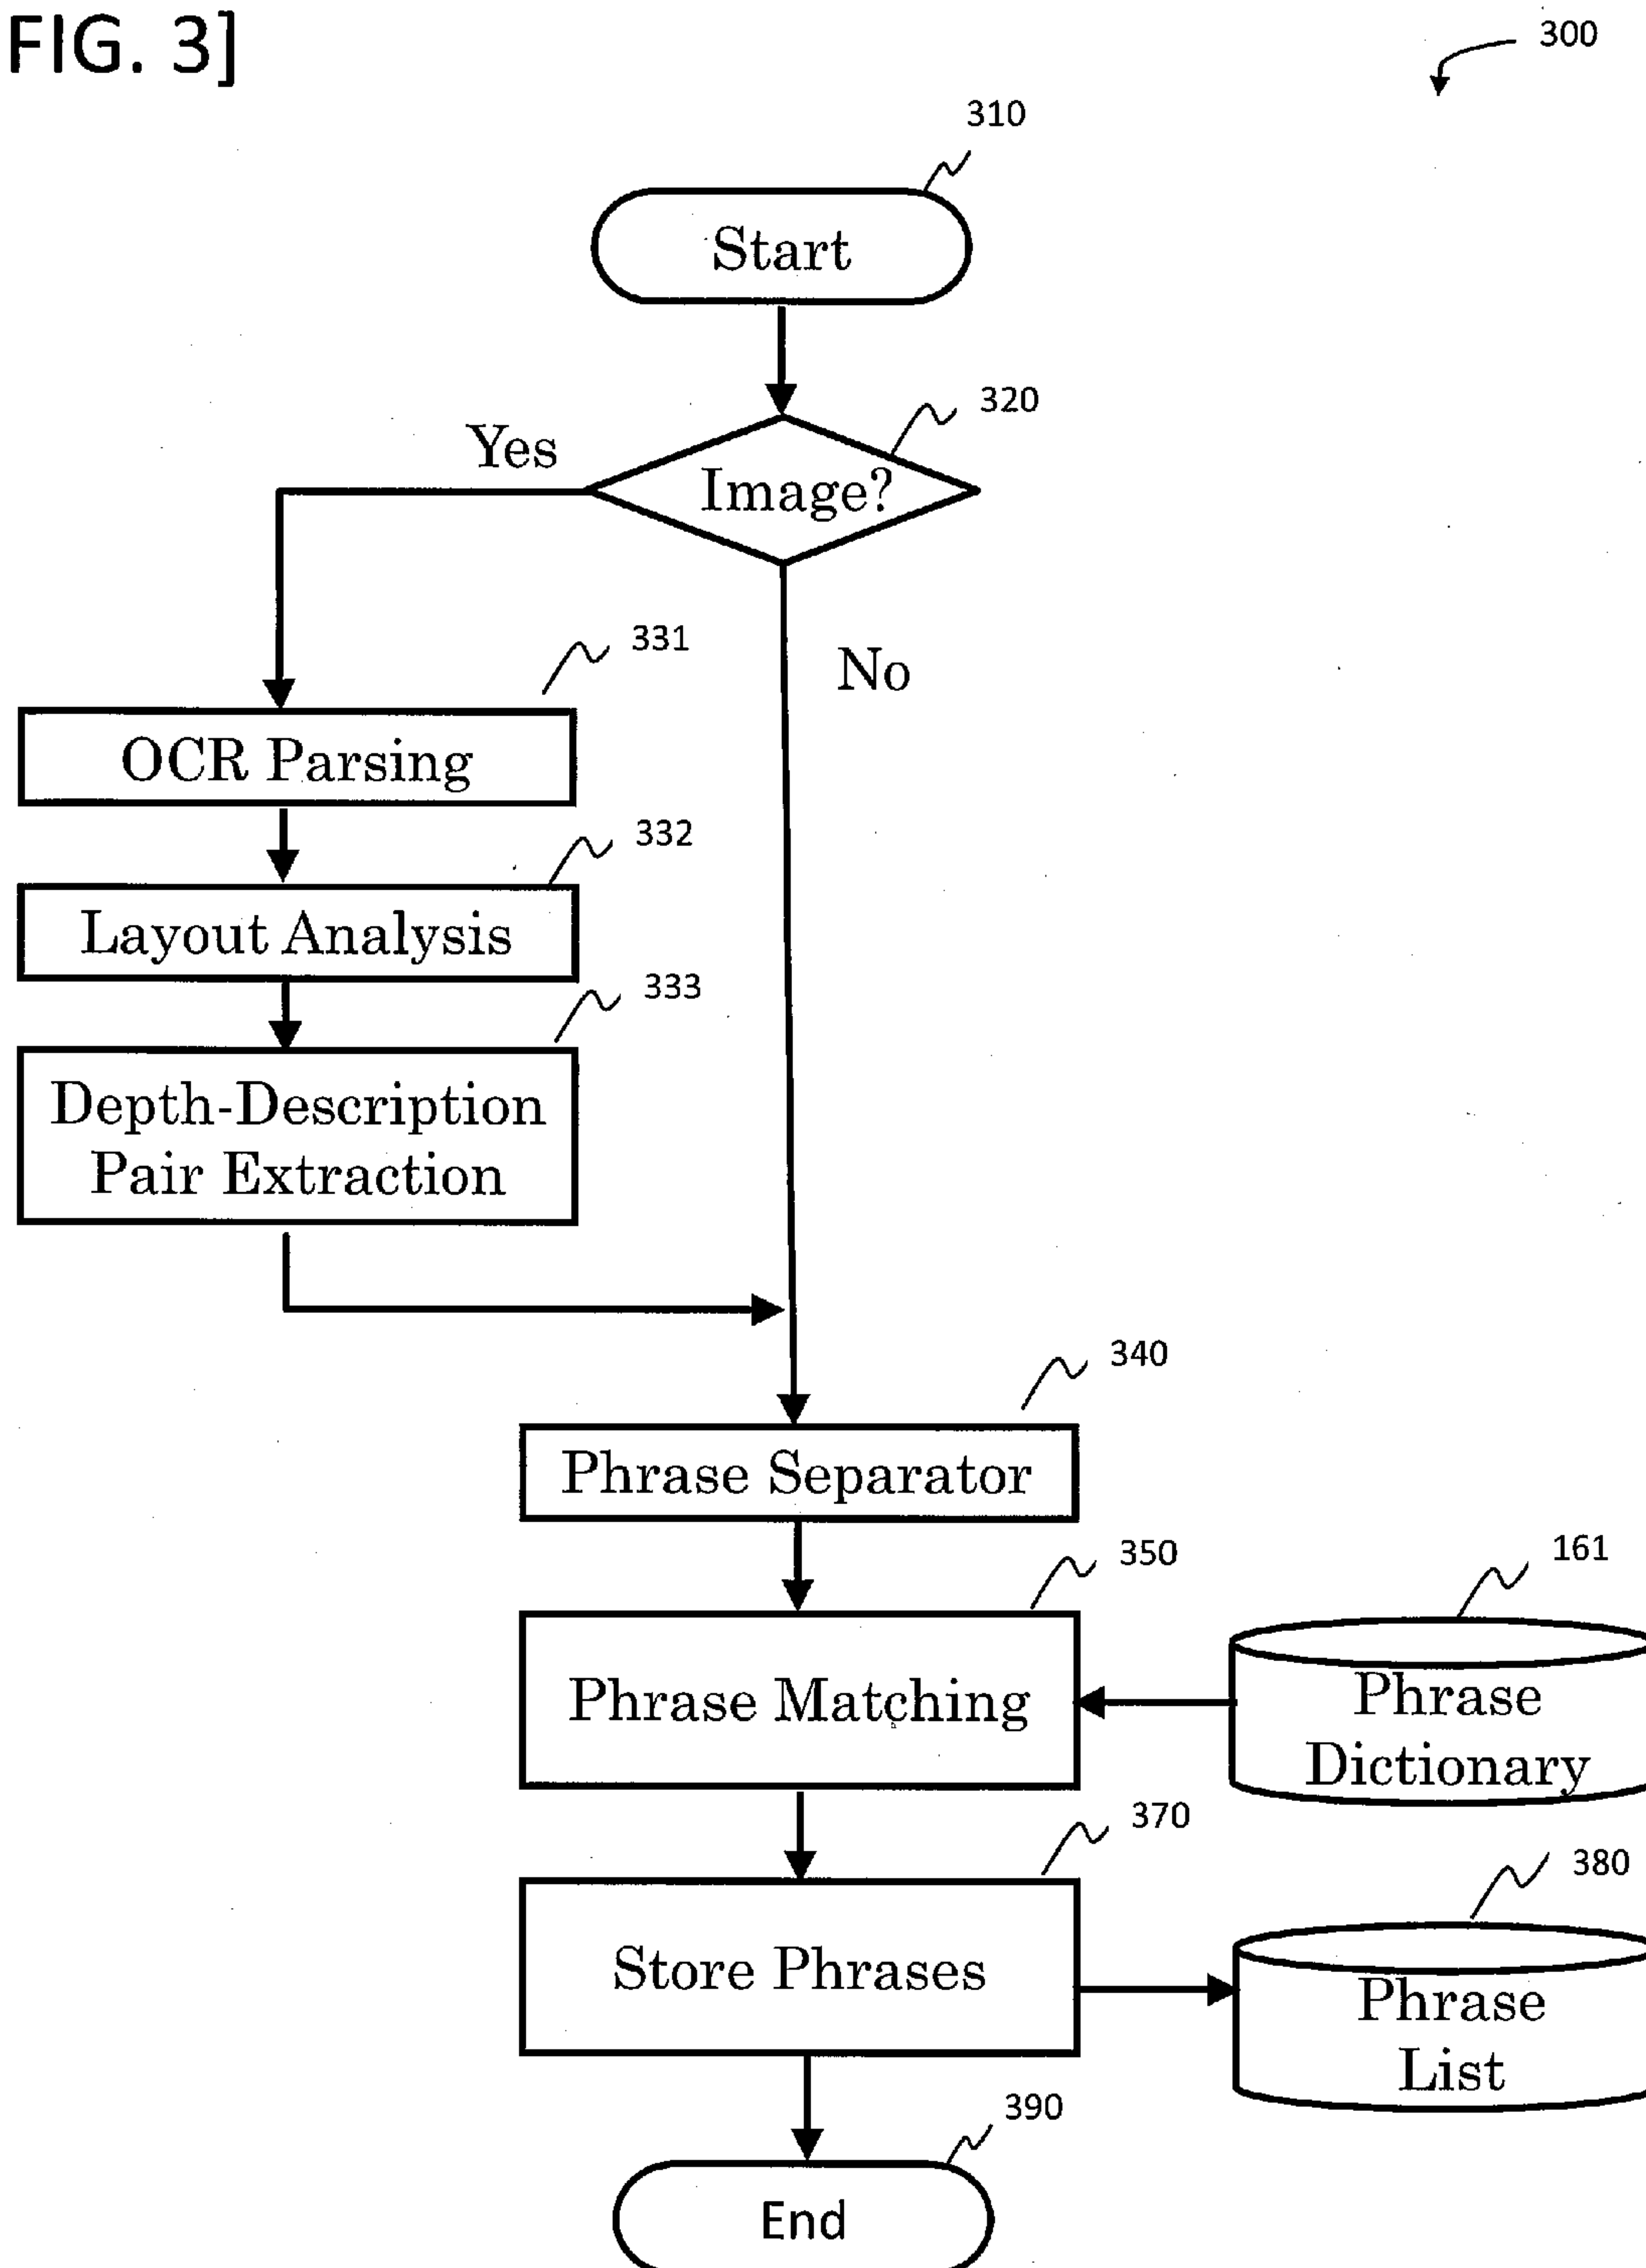 FIG. 3]
300
310
Start
320
Yes
Image?
No
331
OCR Parsing
332
Layout Analysis
333
Depth-Description
Pair Extraction
340
Phrase Separator
350
161
Phrase Matching
Phrase
Dictionary
370
380
Store Phrases
Phrase
List
390
End